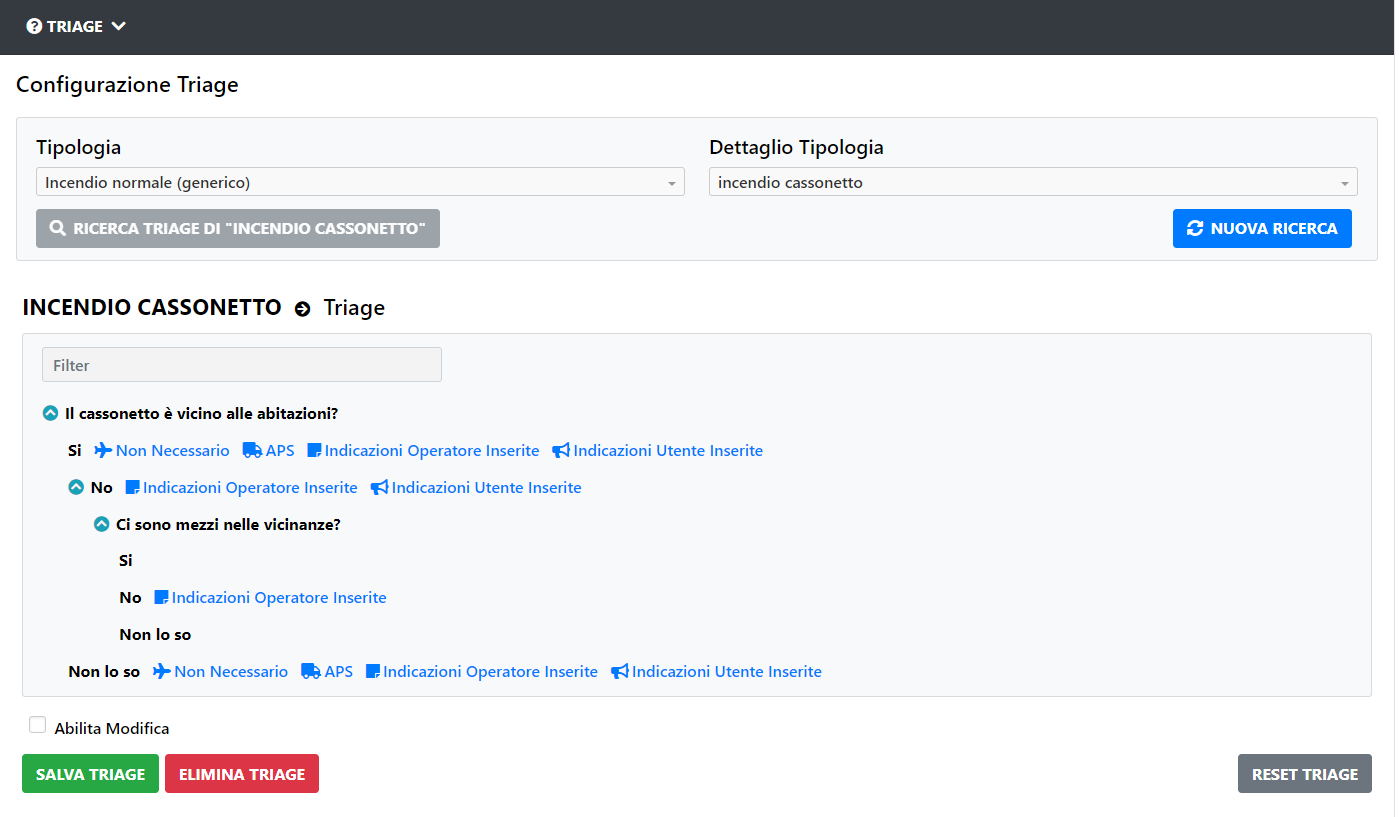 TRIAGE
Configurazione Triage
Tipologia
Dettaglio Tipologia
Incendio normale (generico)
incendio cassonetto
RICERCA TRIAGE DI "INCENDIO CASSONETTO"
NUOVA RICERCA
INCENDIO CASSONETTO Triage
Filter
Il cassonetto è vicino alle abitazioni?
Si Non Necessario APS Indicazioni Operatore Inserite Indicazioni Utente Inserite
No Indicazioni Operatore Inserite Indicazioni Utente Inserite
Ci sono mezzi nelle vicinanze?
Si
No Indicazioni Operatore Inserite
Non lo so
Non lo so Non Necessario APS Indicazioni Operatore Inserite Indicazioni Utente Inserite
Abilita Modifica
SALVA TRIAGE ELIMINA TRIAGE RESET TRIAGE